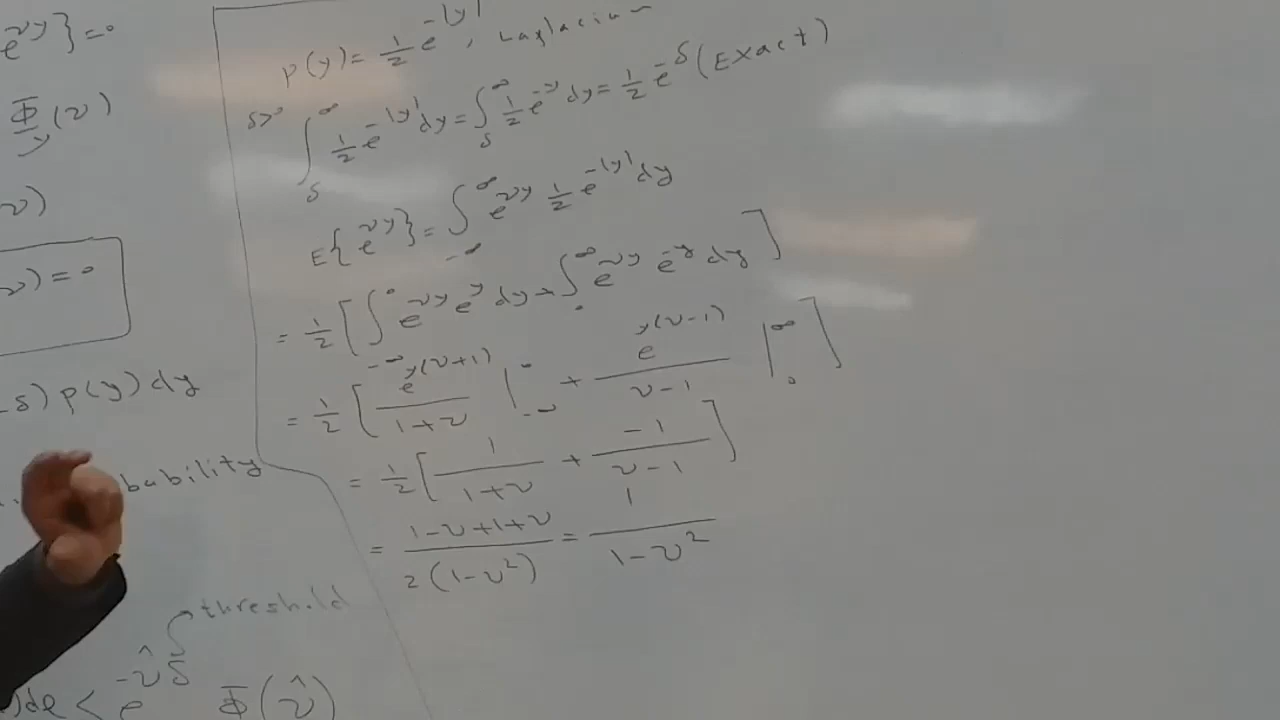 e^{νy}}=0
Φ_y(ν)
ν)
ν)=0
-δ) p(y) dy
bability
threshold
)dℓ < e^{-ν̂δ} Φ(ν̂)
p(y)= 1/2 e^{-|y|}, Laplacian
δ>0 ∫_δ^∞ 1/2 e^{-|y|} dy = ∫_δ^∞ 1/2 e^{-y} dy = 1/2 e^{-δ} (Exact)
E{e^{νy}} = ∫_{-∞}^∞ e^{νy} 1/2 e^{-|y|} dy
= 1/2 [ ∫_{-∞}^0 e^{νy} e^{y} dy + ∫_0^∞ e^{νy} e^{-y} dy ]
= 1/2 [ e^{y(ν+1)}/(1+ν) |_{-∞}^0 + e^{y(ν-1)}/(ν-1) |_0^∞ ]
= 1/2 [ 1/(1+ν) + -1/(ν-1) ]
= (1-ν+1+ν)/(2(1-ν²)) = 1/(1-ν²)